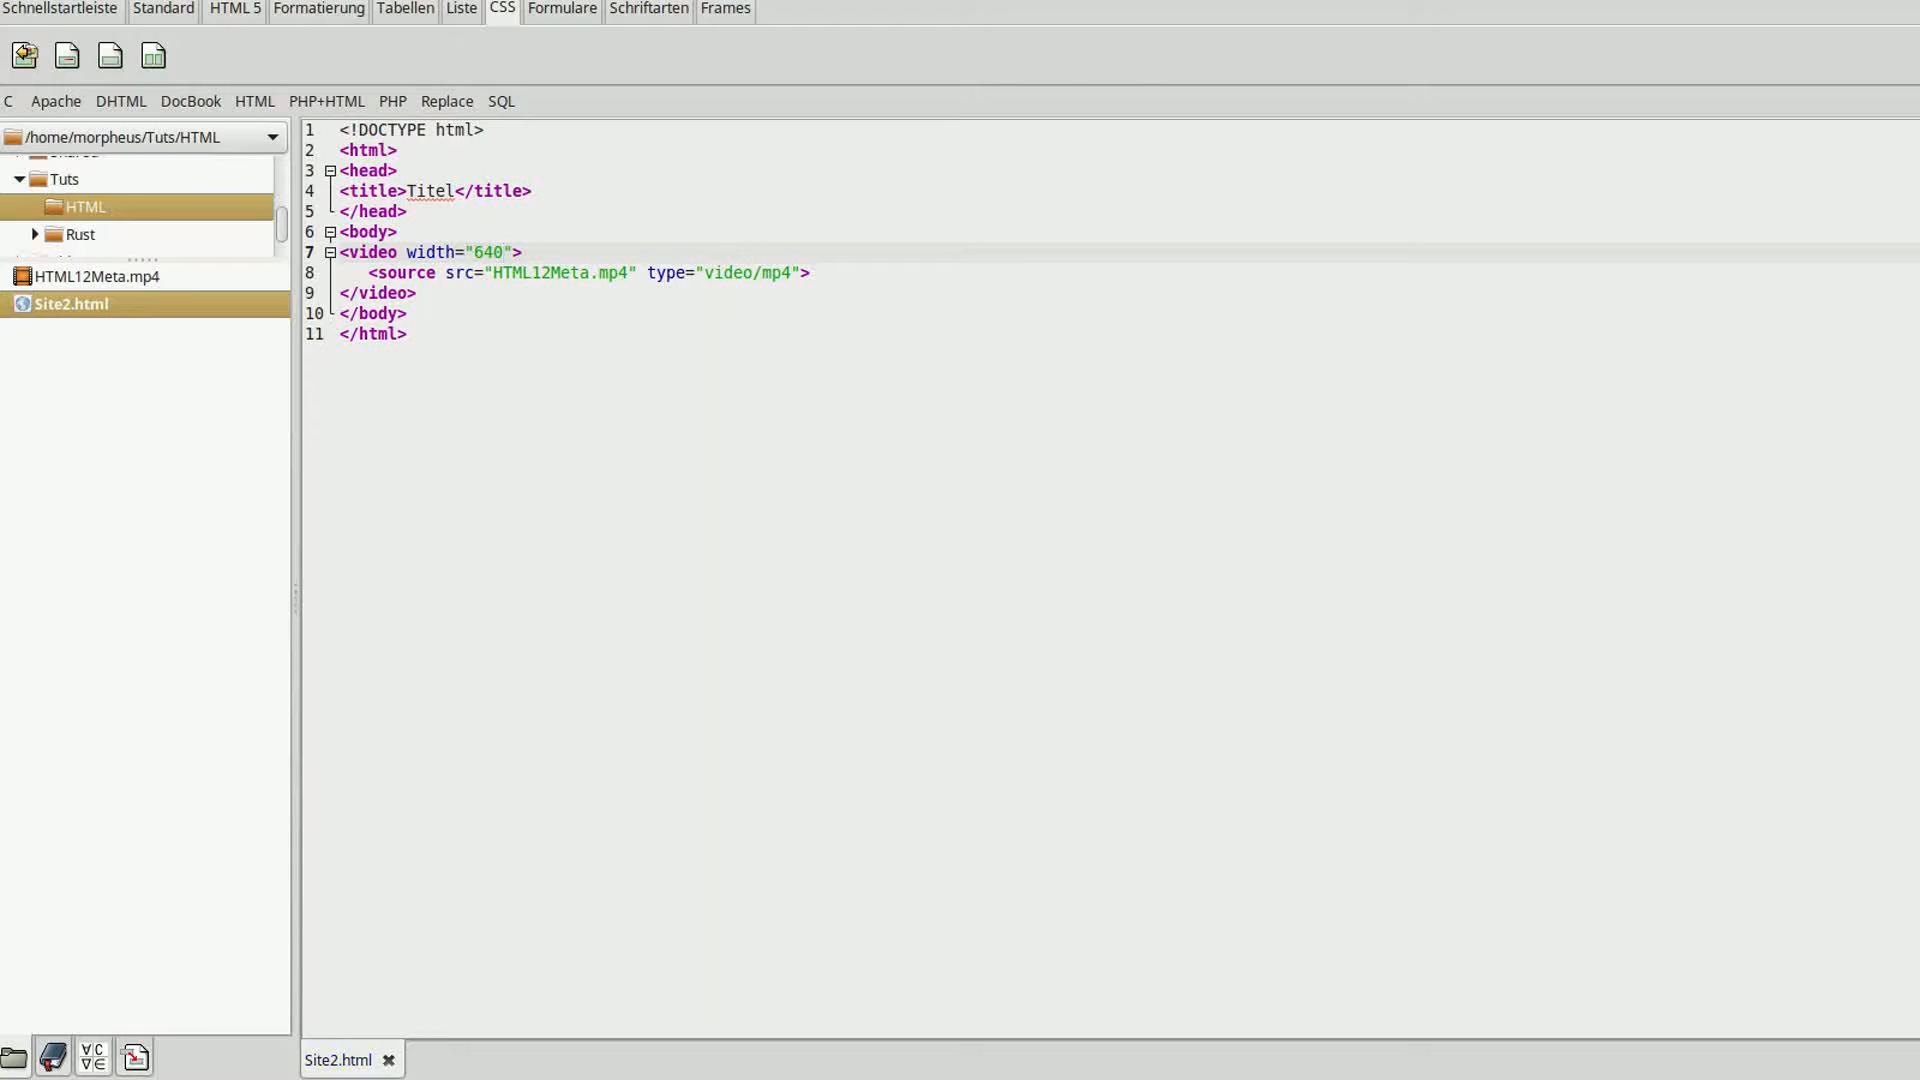 Schnellstartleiste Standard HTML 5 Formatierung Tabellen Liste CSS Formulare Schriftarten Frames
C Apache DHTML DocBook HTML PHP+HTML PHP Replace SQL
/home/morpheus/Tuts/HTML
Tuts
HTML
Rust
HTML12Meta.mp4
Site2.html
1 <!DOCTYPE html>
2 <html>
3 <head>
4 <title>Titel</title>
5 </head>
6 <body>
7 <video width="640">
8 <source src="HTML12Meta.mp4" type="video/mp4">
9 </video>
10 </body>
11 </html>
Site2.html